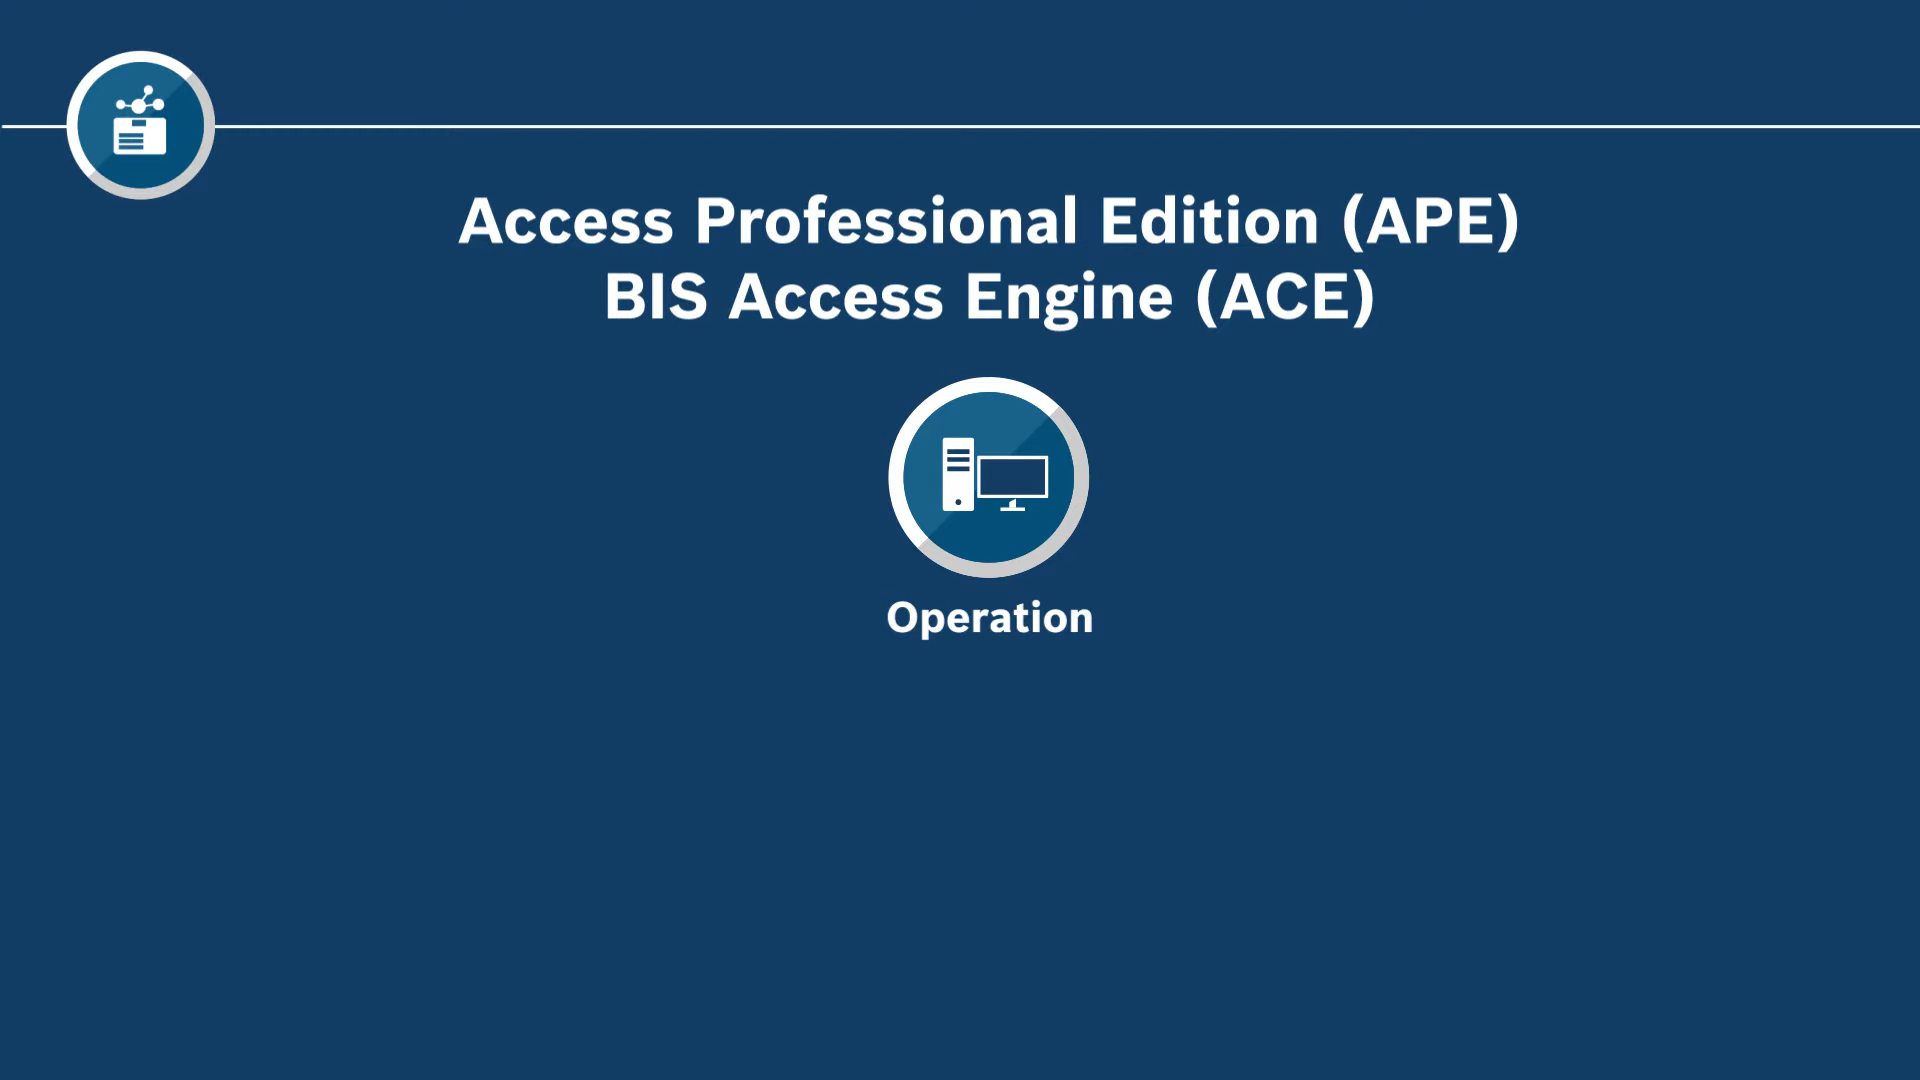 Access Professional Edition (APE)
BIS Access Engine (ACE)
Operation